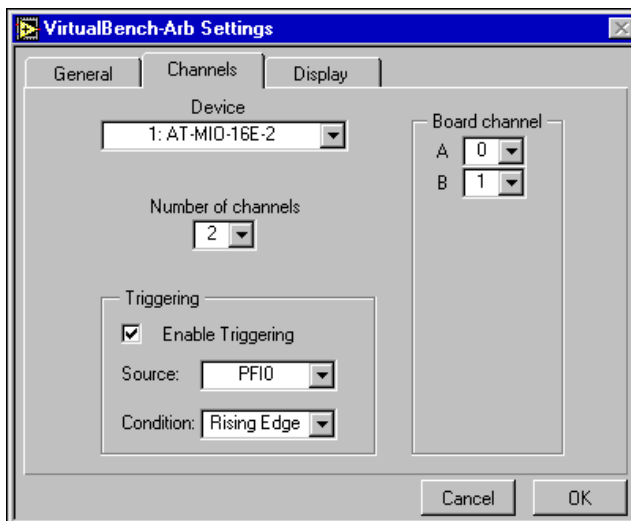 VirtualBench-Arb Settings
General
Channels
Display
Device
1: AT-MIO-16E-2
Number of channels
2
Triggering
Enable Triggering
Source: PFI0
Condition: Rising Edge
Board channel
A 0
B 1
Cancel
OK